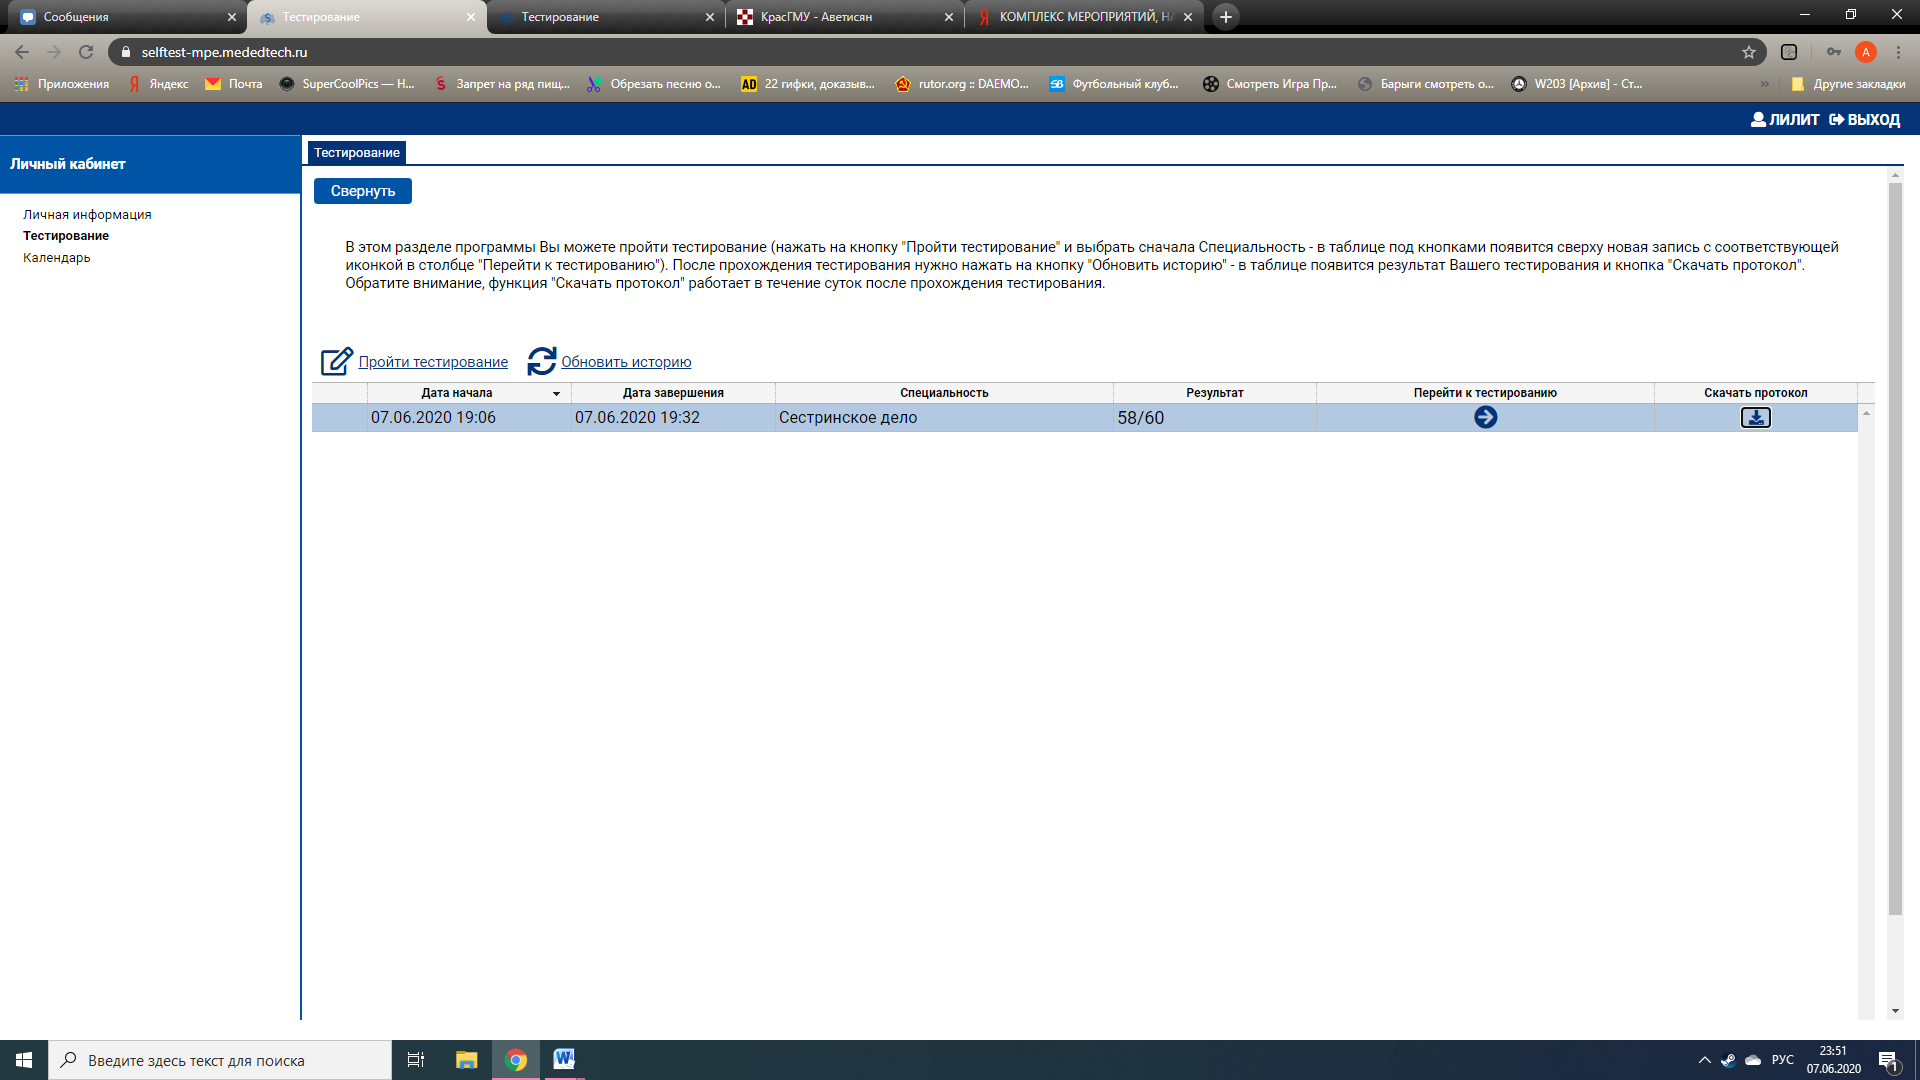 Сообщения
Тестирование
Тестирование
КрасГМУ - Аветисян
КОМПЛЕКС МЕРОПРИЯТИЙ, НА
selftest-mpe.mededtech.ru
А
Приложения
Яндекс
Почта
SuperCoolPics — Н...
Запрет на ряд пищ...
Обрезать песню о...
AD 22 гифки, доказыв...
rutor.org :: DAEMO...
Футбольный клуб...
Смотреть Игра Пр...
Барыги смотреть о...
W203 [Архив] - Ст...
»
Другие закладки
ЛИЛИТ ВЫХОД
Личный кабинет
Личная информация
Тестирование
Календарь
Тестирование
Свернуть
В этом разделе программы Вы можете пройти тестирование (нажать на кнопку "Пройти тестирование" и выбрать сначала Специальность - в таблице под кнопками появится сверху новая запись с соответствующей
иконкой в столбце "Перейти к тестированию"). После прохождения тестирования нужно нажать на кнопку "Обновить историю" - в таблице появится результат Вашего тестирования и кнопка "Скачать протокол".
Обратите внимание, функция "Скачать протокол" работает в течение суток после прохождения тестирования.
Пройти тестирование Обновить историю
Дата начала Дата завершения Специальность Результат Перейти к тестированию Скачать протокол
07.06.2020 19:06 07.06.2020 19:32 Сестринское дело 58/60
Введите здесь текст для поиска
РУС
23:51
07.06.2020
1